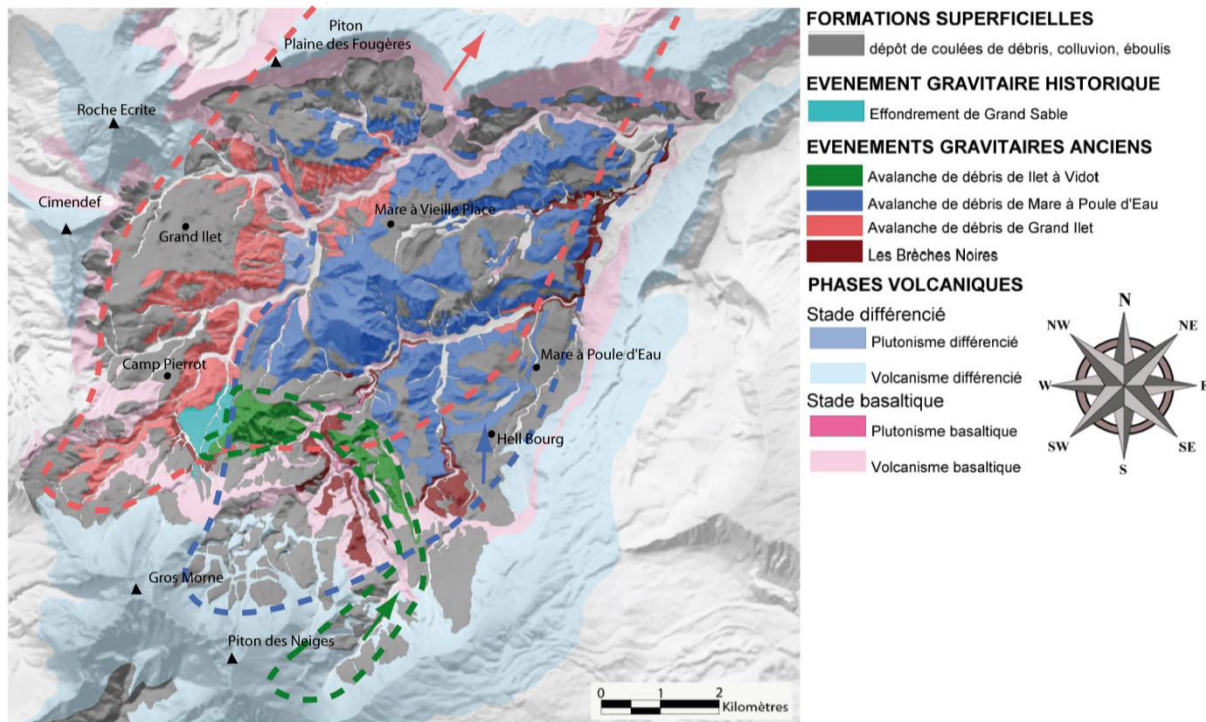 Piton
Plaine des Fougères
Roche Ecrite
Cimendef
Grand Ilet
Mare à Vieille Place
Camp Pierrot
Mare à Poule d'Eau
Hell Bourg
Gros Morne
Piton des Neiges
0 1 2
Kilomètres
FORMATIONS SUPERFICIELLES
dépôt de coulées de débris, colluvion, éboulis
EVENEMENT GRAVITAIRE HISTORIQUE
Effondrement de Grand Sable
EVENEMENTS GRAVITAIRES ANCIENS
Avalanche de débris de Ilet à Vidot
Avalanche de débris de Mare à Poule d'Eau
Avalanche de débris de Grand Ilet
Les Brèches Noires
PHASES VOLCANIQUES
Stade différencié
Plutonisme différencié
Volcanisme différencié
Stade basaltique
Plutonisme basaltique
Volcanisme basaltique
N
NW NE
W E
SW SE
S